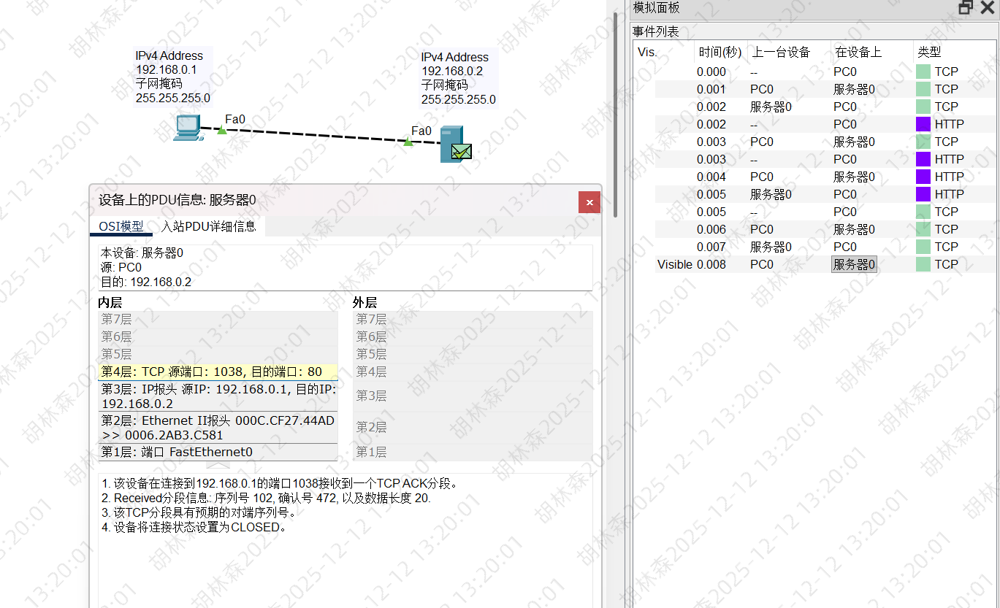 IPv4 Address
192.168.0.1
子网掩码
255.255.255.0
Fa0
IPv4 Address
192.168.0.2
子网掩码
255.255.255.0
Fa0
设备上的PDU信息: 服务器0
OSI模型 入站PDU详细信息
本设备: 服务器0
源: PC0
目的: 192.168.0.2
内层
第7层
第6层
第5层
第4层: TCP 源端口: 1038, 目的端口: 80
第3层: IP报头 源IP: 192.168.0.1, 目的IP:
192.168.0.2
第2层: Ethernet II报头 000C.CF27.44AD
>> 0006.2AB3.C581
第1层: 端口 FastEthernet0
外层
第7层
第6层
第5层
第4层
第3层
第2层
第1层
1. 该设备在连接到192.168.0.1的端口1038接收到一个TCP ACK分段。
2. Received分段信息: 序列号 102, 确认号 472, 以及数据长度 20.
3. 该TCP分段具有预期的对端序列号。
4. 设备将连接状态设置为CLOSED。
模拟面板
事件列表
Vis. 时间(秒) 上一台设备 在设备上 类型
0.000 -- PC0 TCP
0.001 PC0 服务器0 TCP
0.002 服务器0 PC0 TCP
0.002 -- PC0 HTTP
0.003 PC0 服务器0 TCP
0.003 -- PC0 HTTP
0.004 PC0 服务器0 HTTP
0.005 服务器0 PC0 HTTP
0.005 -- PC0 TCP
0.006 PC0 服务器0 TCP
0.007 服务器0 PC0 TCP
Visible 0.008 PC0 服务器0 TCP
胡林森2025-12-12 13:20:01